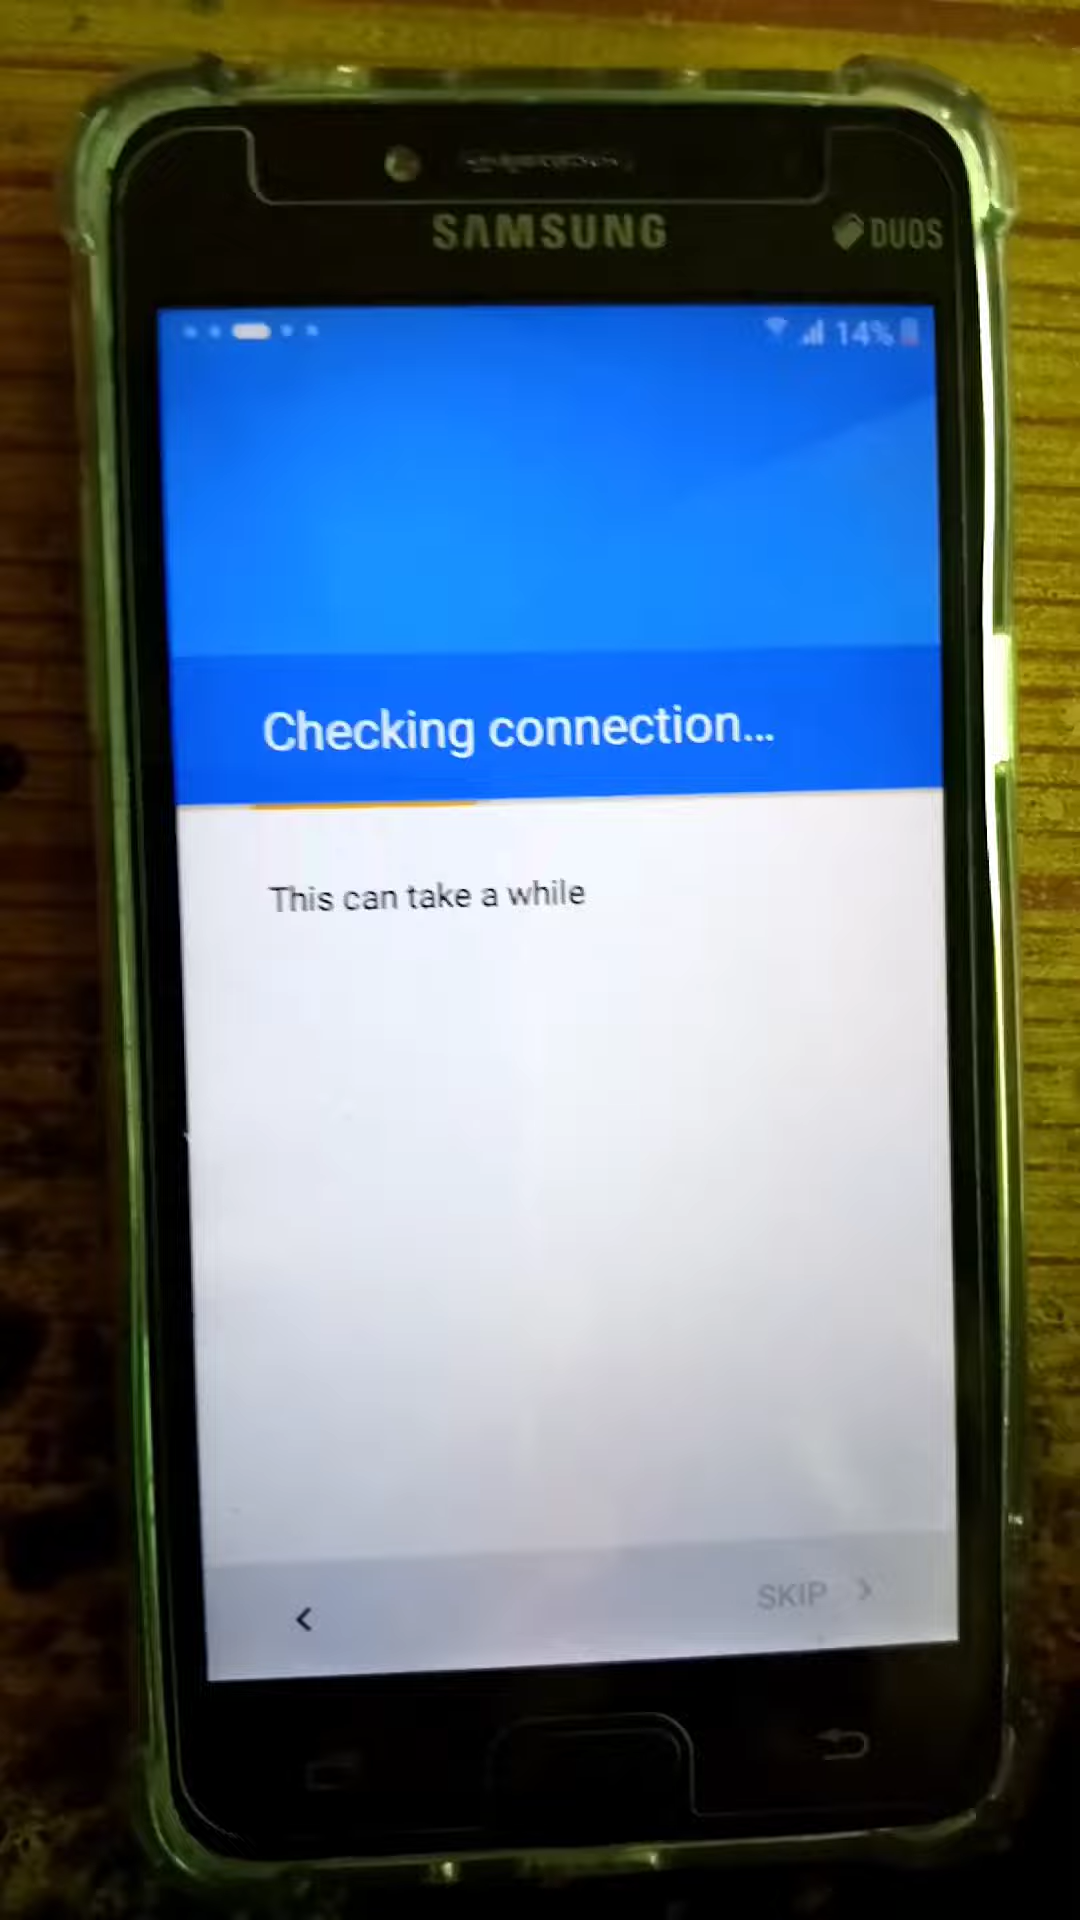 SAMSUNG
DUOS
14%
Checking connection...
This can take a while
SKIP